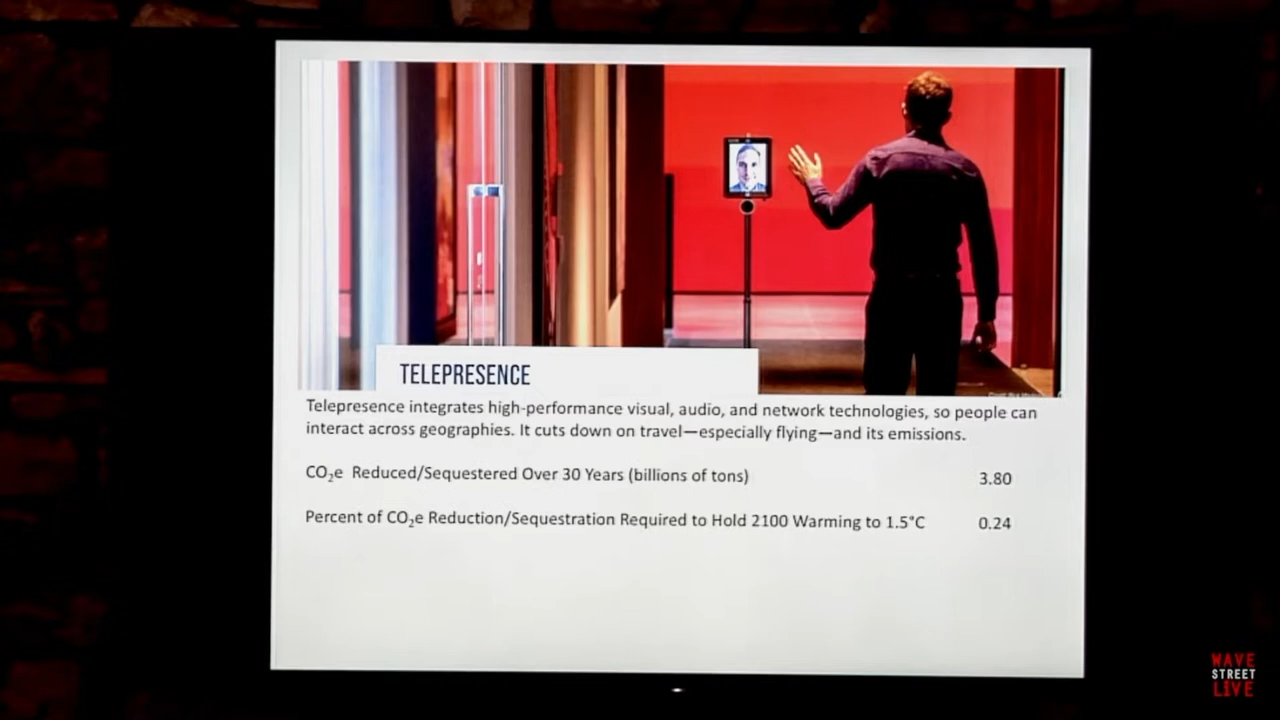 TELEPRESENCE
Telepresence integrates high-performance visual, audio, and network technologies, so people can
interact across geographies. It cuts down on travel—especially flying—and its emissions.
CO₂e Reduced/Sequestered Over 30 Years (billions of tons) 3.80
Percent of CO₂e Reduction/Sequestration Required to Hold 2100 Warming to 1.5°C 0.24
WAVE
STREET
LIVE